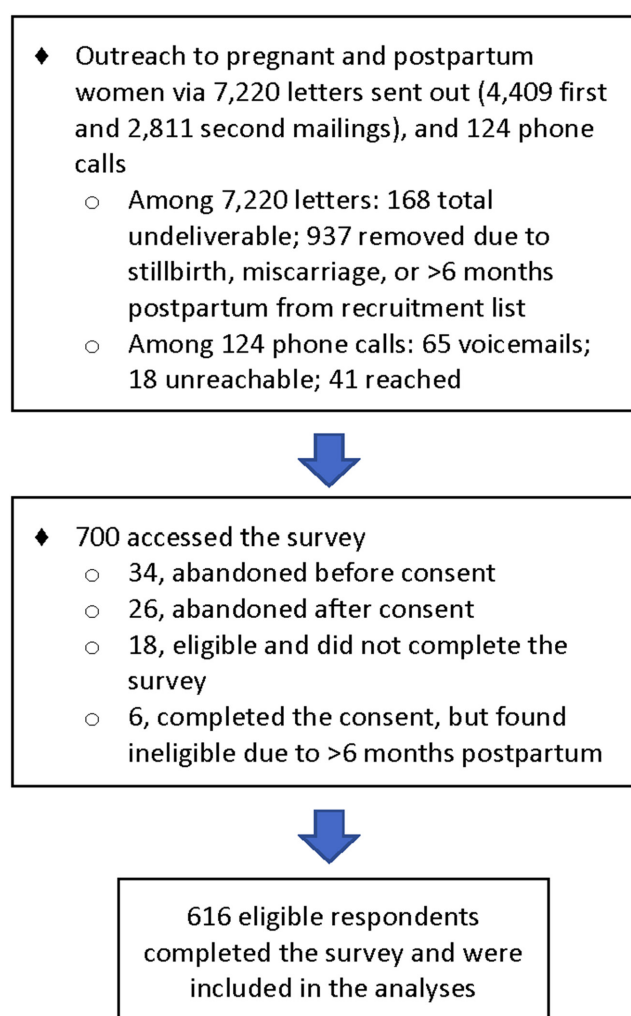 ♦ Outreach to pregnant and postpartum
women via 7,220 letters sent out (4,409 first
and 2,811 second mailings), and 124 phone
calls
○ Among 7,220 letters: 168 total
undeliverable; 937 removed due to
stillbirth, miscarriage, or >6 months
postpartum from recruitment list
○ Among 124 phone calls: 65 voicemails;
18 unreachable; 41 reached
♦ 700 accessed the survey
○ 34, abandoned before consent
○ 26, abandoned after consent
○ 18, eligible and did not complete the
survey
○ 6, completed the consent, but found
ineligible due to >6 months postpartum
616 eligible respondents
completed the survey and were
included in the analyses